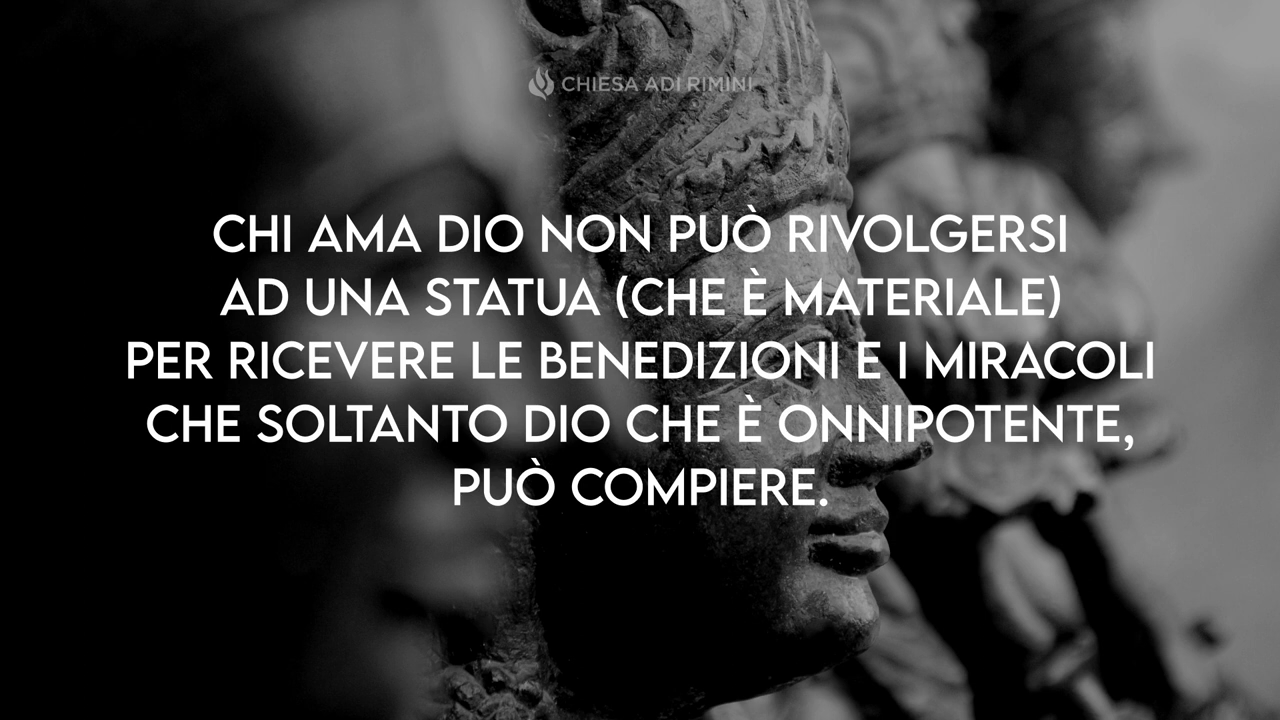 CHIESA ADI RIMINI
CHI AMA DIO NON PUÒ RIVOLGERSI
AD UNA STATUA (CHE È MATERIALE)
PER RICEVERE LE BENEDIZIONI E I MIRACOLI
CHE SOLTANTO DIO CHE È ONNIPOTENTE,
PUÒ COMPIERE.